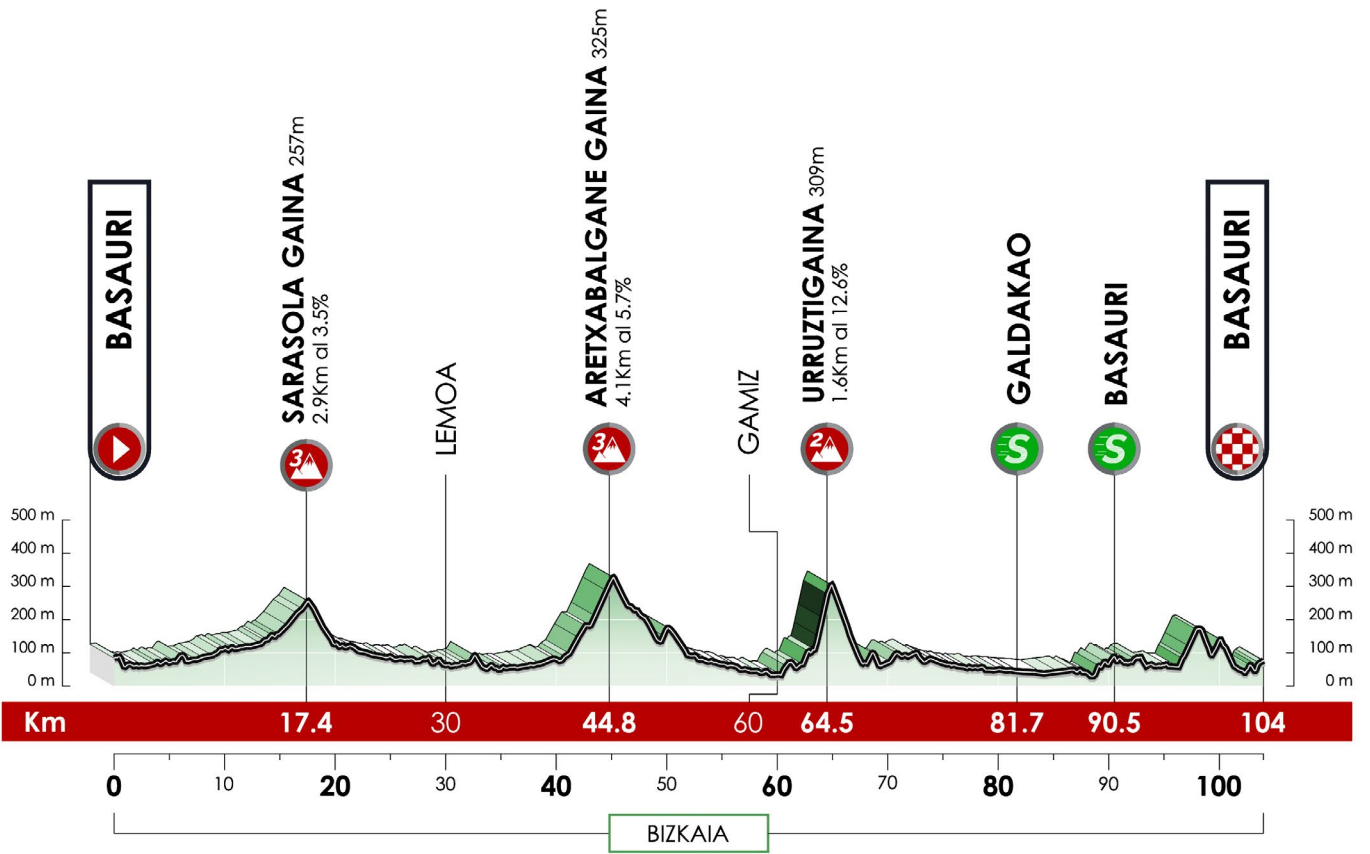 BASAURI
SARASOLA GAINA 257m
2.9Km al 3.5%
3
LEMOA
ARETXABALGANE GAINA 325m
4.1Km al 5.7%
3
GAMIZ
URRUZTIGAINA 309m
1.6Km al 12.6%
2
GALDAKAO
S
BASAURI
S
BASAURI
500 m
400 m
300 m
200 m
100 m
0 m
500 m
400 m
300 m
200 m
100 m
0 m
Km 17.4 30 44.8 60 64.5 81.7 90.5 104
0 10 20 30 40 50 60 70 80 90 100
BIZKAIA